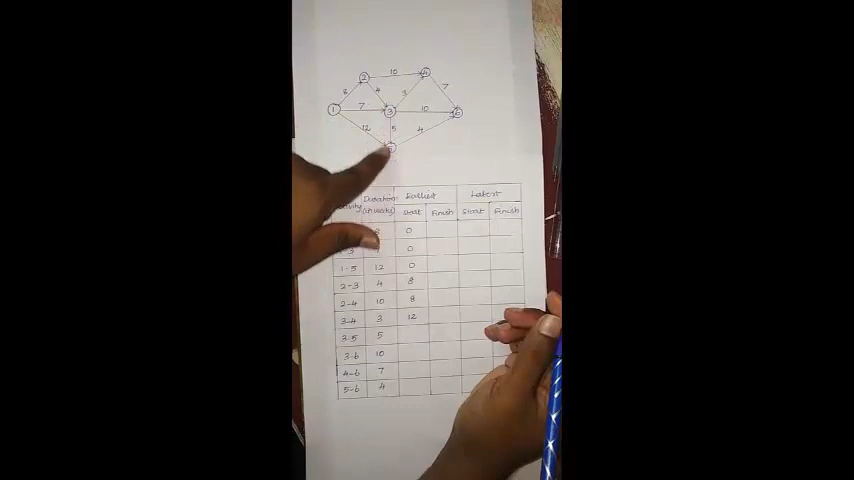 2 10 4
8 4 3 7
1 7 3 10 6
12 5 4
Duration Earliest Latest
(in weeks) Start Finish Start Finish
8 0
0
1-5 12 0
2-3 4 8
2-4 10 8
3-4 3 12
3-5 5
3-6 10
4-6 7
5-6 4